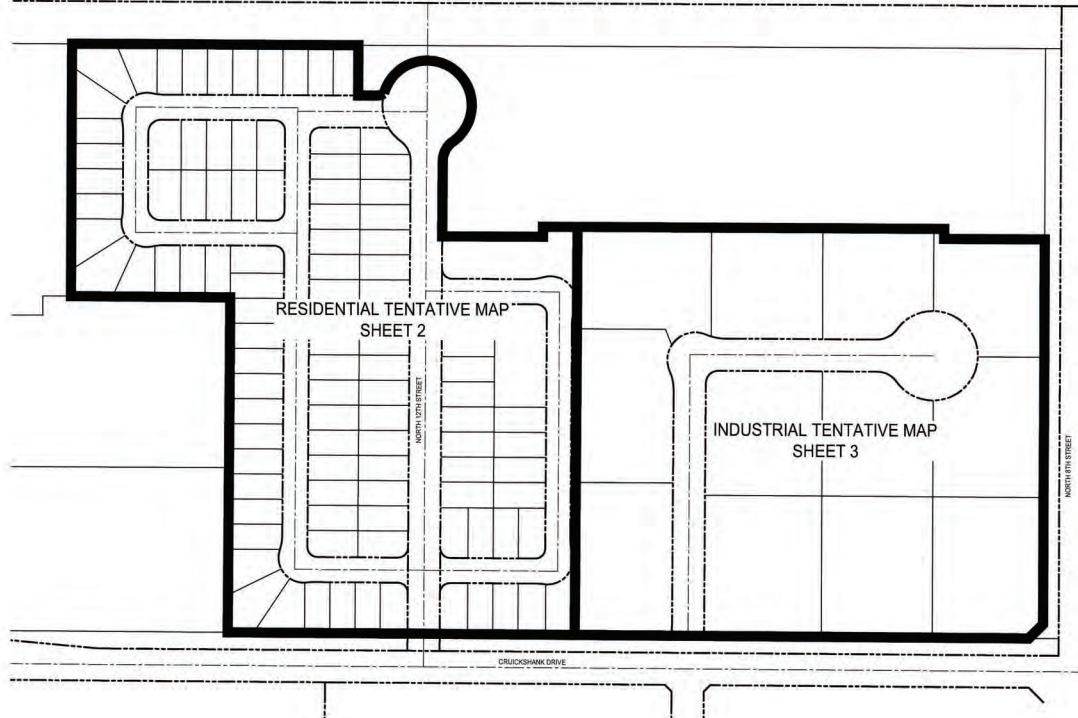 RESIDENTIAL TENTATIVE MAP
SHEET 2
NORTH 12TH STREET
INDUSTRIAL TENTATIVE MAP
SHEET 3
NORTH 8TH STREET
CRUICKSHANK DRIVE